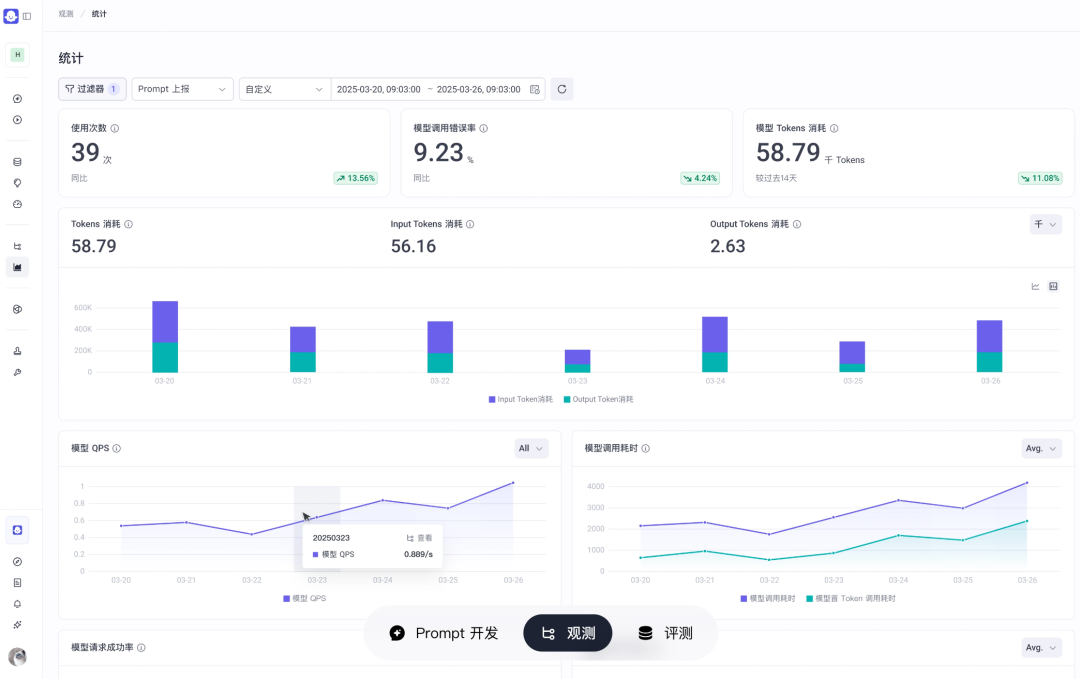 观测 / 统计
H
统计
过滤器 1 Prompt 上报 自定义 2025-03-20, 09:03:00 ~ 2025-03-26, 09:03:00
使用次数
39 次
同比 13.56%
模型调用错误率
9.23 %
同比 4.24%
模型 Tokens 消耗
58.79 千 Tokens
较过去14天 11.08%
Tokens 消耗 Input Tokens 消耗 Output Tokens 消耗 千
58.79 56.16 2.63
600K
400K
200K
0
03-20 03-21 03-22 03-23 03-24 03-25 03-26
Input Token消耗 Output Token消耗
模型 QPS All
1
0.8
0.6
0.4
0.2
0
20250323 查看
模型 QPS 0.889/s
03-20 03-21 03-22 03-23 03-24 03-25 03-26
模型 QPS
模型调用耗时 Avg.
4000
3000
2000
1000
0
03-20 03-21 03-22 03-23 03-24 03-25 03-26
模型调用耗时 模型首 Token 调用耗时
模型请求成功率 Avg.
Prompt 开发 观测 评测